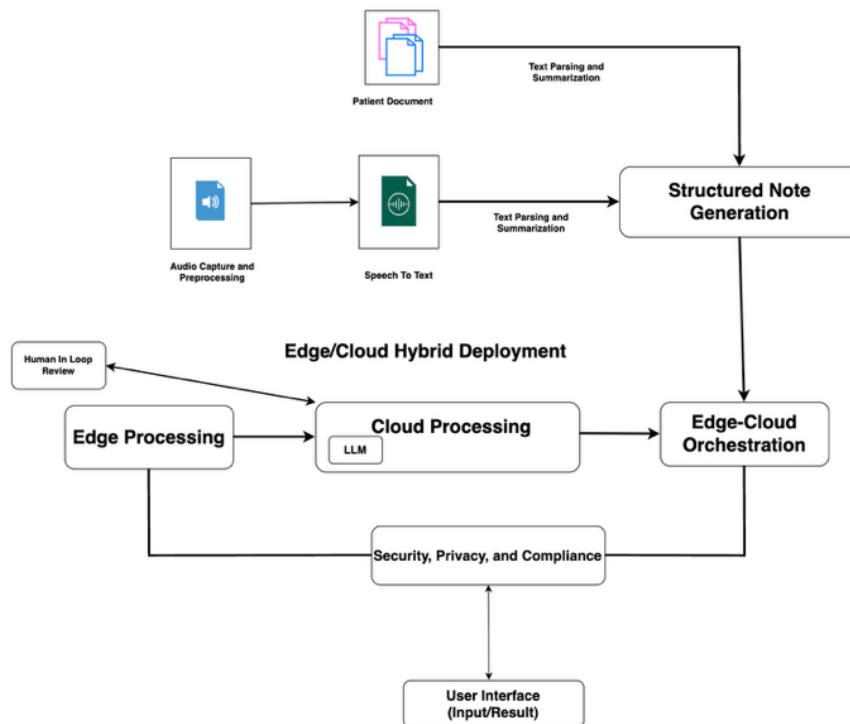 Text Parsing and
Summarization
Patient Document
Structured Note
Generation
Text Parsing and
Summarization
Audio Capture and
Preprocessing
Speech To Text
Edge/Cloud Hybrid Deployment
Human In Loop
Review
Edge Processing
Cloud Processing
LLM
Edge-Cloud
Orchestration
Security, Privacy, and Compliance
User Interface
(Input/Result)